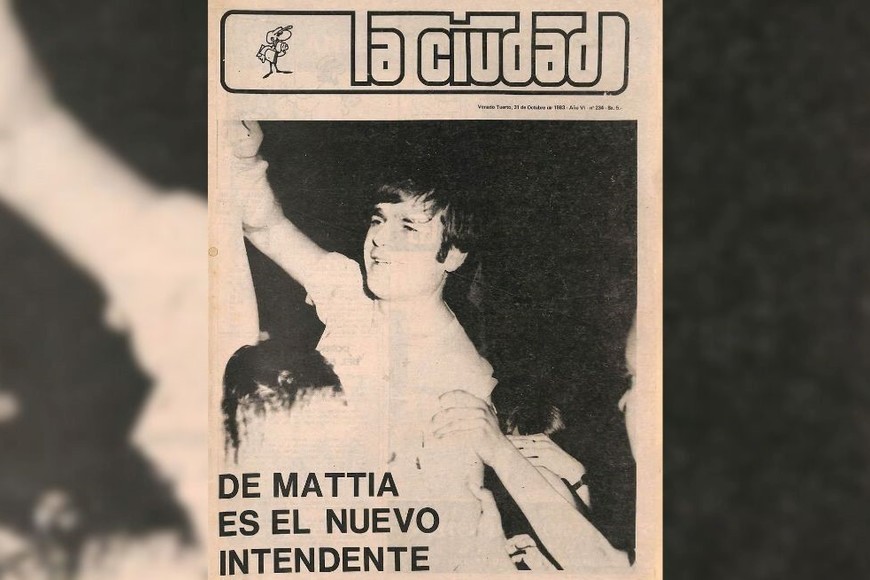 la ciudad
Venado Tuerto, 31 de Octubre de 1983 - Año VI - nº 234 - $a. 5.-
DE MATTIA
ES EL NUEVO
INTENDENTE